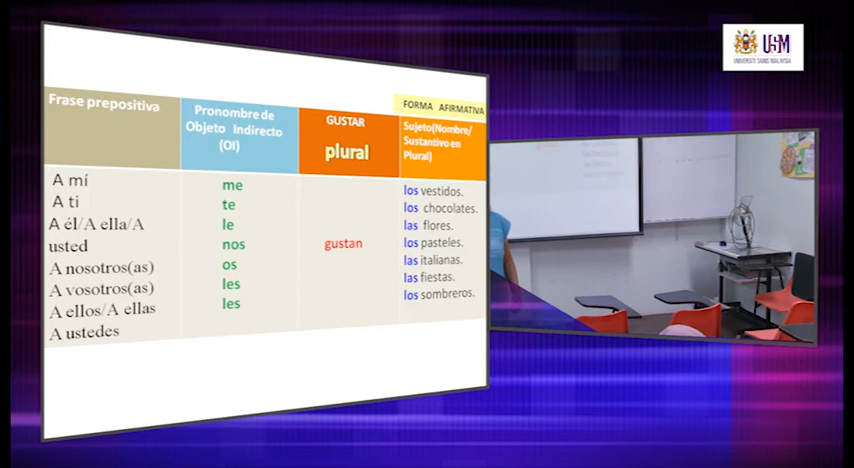 Frase prepositiva
Pronombre de
Objeto Indirecto
(OI)
GUSTAR
plural
FORMA AFIRMATIVA
Sujeto(Nombre/
Sustantivo en
Plural)
A mí
A ti
A él/A ella/A
usted
A nosotros(as)
A vosotros(as)
A ellos/A ellas
A ustedes
me
te
le
nos
os
les
les
gustan
los vestidos.
los chocolates.
las flores.
los pasteles.
las italianas.
las fiestas.
los sombreros.
USM
UNIVERSITI SAINS MALAYSIA